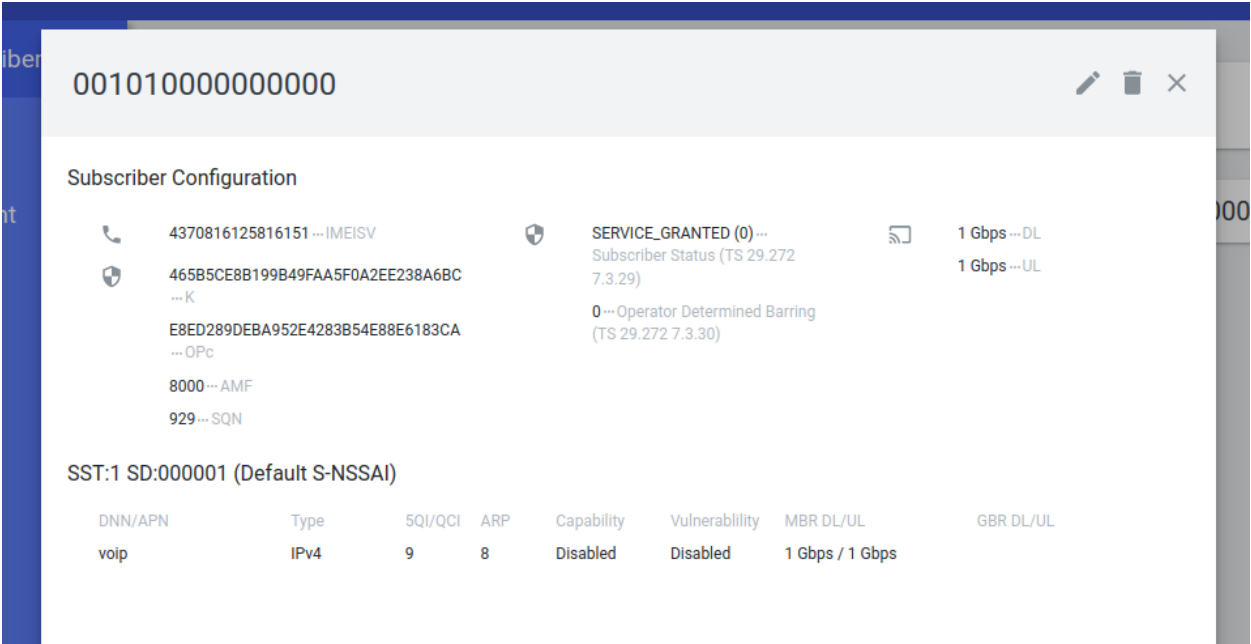 iber
001010000000000
Subscriber Configuration
nt
000
4370816125816151 ··· IMEISV
465B5CE8B199B49FAA5F0A2EE238A6BC
··· K
E8ED289DEBA952E4283B54E88E6183CA
··· OPc
8000 ··· AMF
929 ··· SQN
SERVICE_GRANTED (0) ···
Subscriber Status (TS 29.272
7.3.29)
0 ··· Operator Determined Barring
(TS 29.272 7.3.30)
1 Gbps ··· DL
1 Gbps ··· UL
SST:1 SD:000001 (Default S-NSSAI)
DNN/APN Type 5QI/QCI ARP Capability Vulnerablility MBR DL/UL GBR DL/UL
voip IPv4 9 8 Disabled Disabled 1 Gbps / 1 Gbps